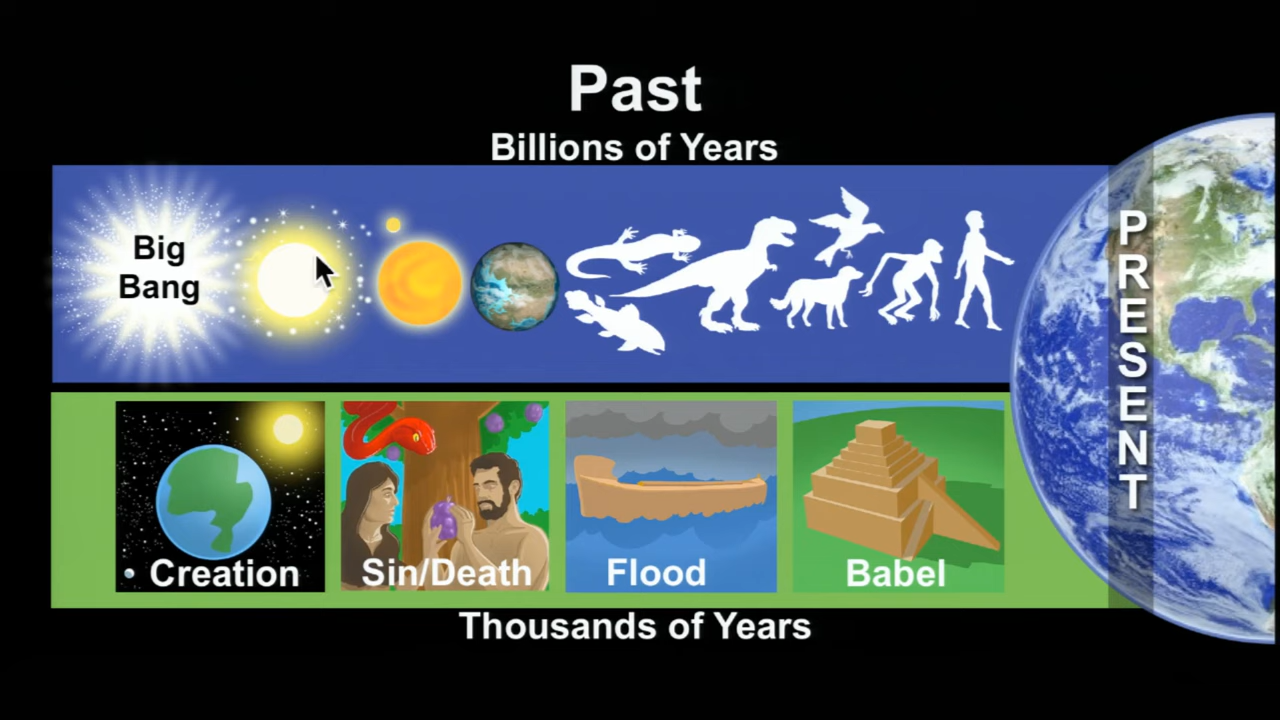 Past
Billions of Years
Big
Bang
PRESENT
Creation
Sin/Death
Flood
Babel
Thousands of Years